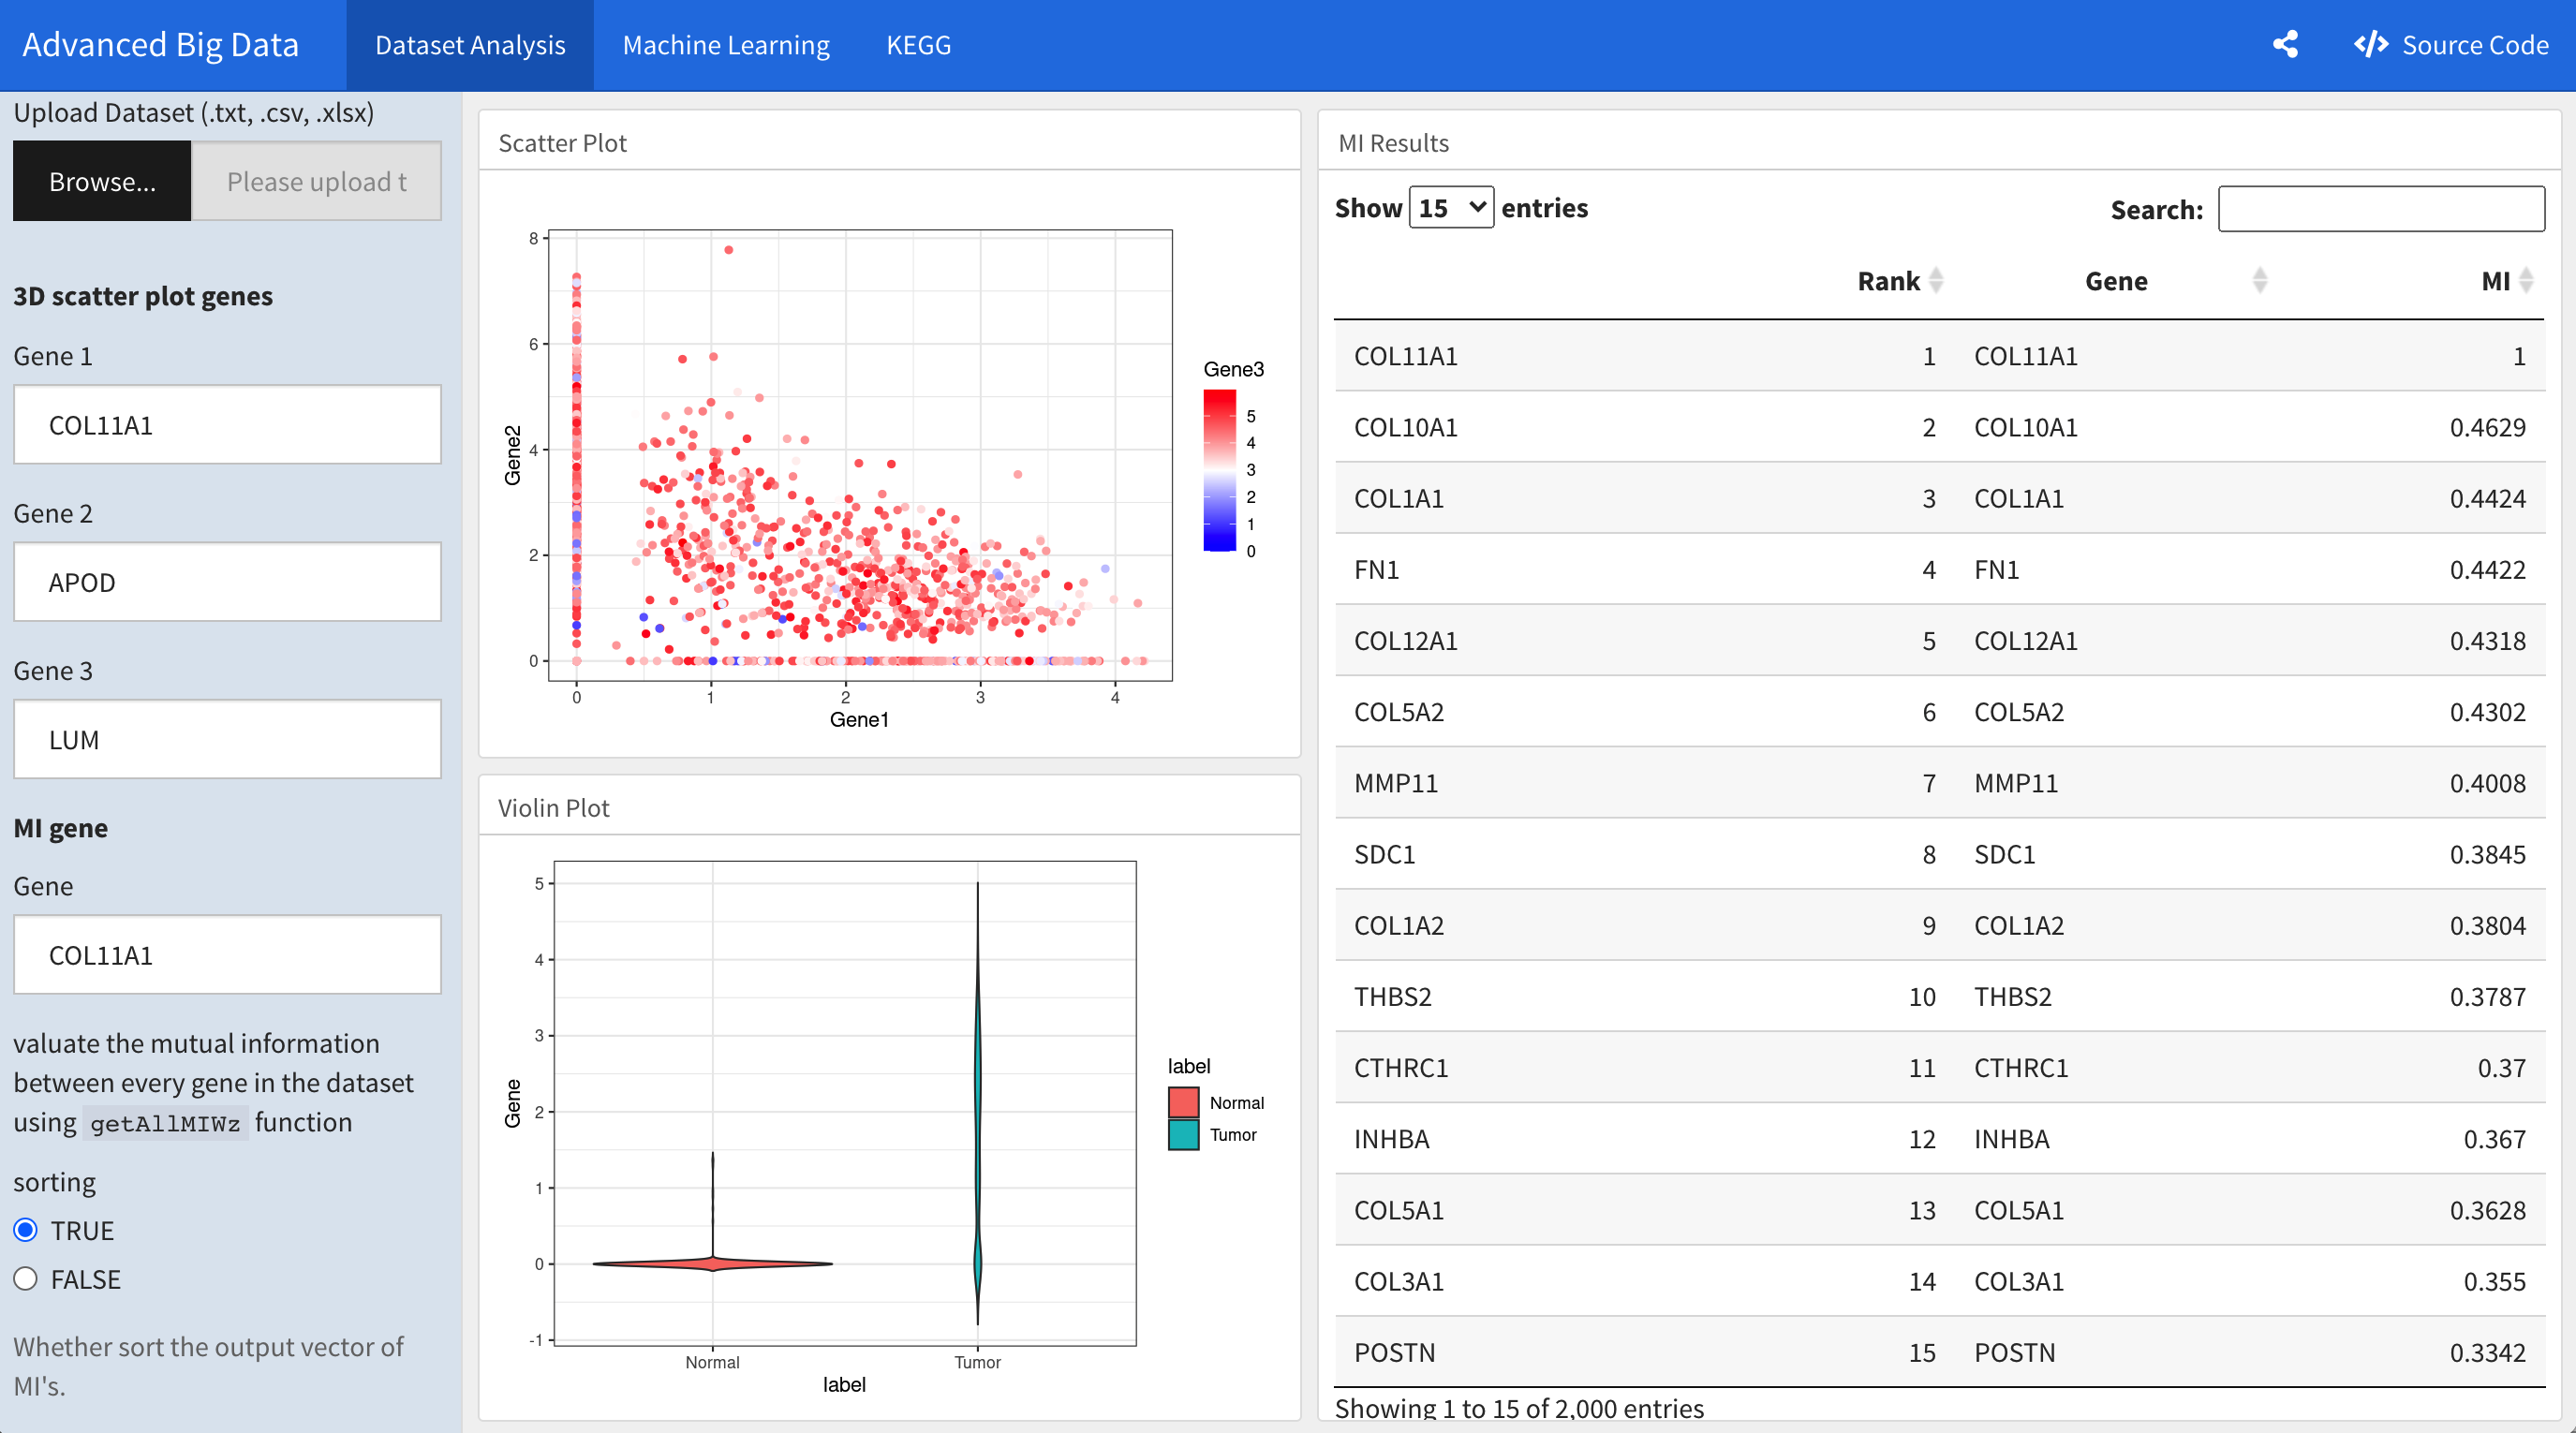 Advanced Big Data Dataset Analysis Machine Learning KEGG Source Code
Upload Dataset (.txt, .csv, .xlsx)
Browse... Please upload t
3D scatter plot genes
Gene 1
COL11A1
Gene 2
APOD
Gene 3
LUM
MI gene
Gene
COL11A1
valuate the mutual information
between every gene in the dataset
using getAllMIWz function
sorting
TRUE
FALSE
Whether sort the output vector of
MI's.
Scatter Plot
8
6
4
2
0
Gene2
0 1 2 3 4
Gene1
Gene3
5
4
3
2
1
0
Violin Plot
5
4
3
2
1
0
-1
Gene
Normal Tumor
label
label
Normal
Tumor
MI Results
Show 15 entries Search:
Rank Gene MI
COL11A1 1 COL11A1 1
COL10A1 2 COL10A1 0.4629
COL1A1 3 COL1A1 0.4424
FN1 4 FN1 0.4422
COL12A1 5 COL12A1 0.4318
COL5A2 6 COL5A2 0.4302
MMP11 7 MMP11 0.4008
SDC1 8 SDC1 0.3845
COL1A2 9 COL1A2 0.3804
THBS2 10 THBS2 0.3787
CTHRC1 11 CTHRC1 0.37
INHBA 12 INHBA 0.367
COL5A1 13 COL5A1 0.3628
COL3A1 14 COL3A1 0.355
POSTN 15 POSTN 0.3342
Showing 1 to 15 of 2,000 entries